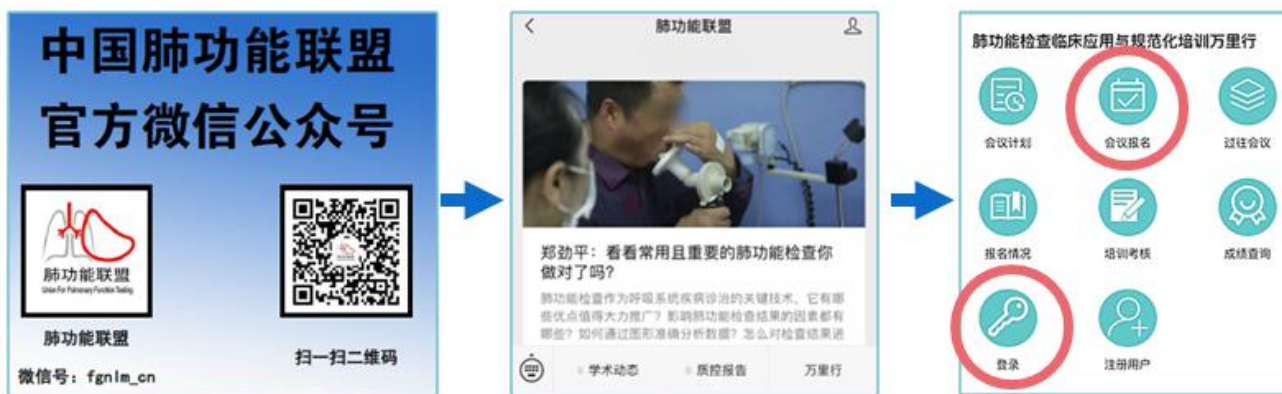 中国肺功能联盟
官方微信公众号
肺功能联盟
Union For Pulmonary Function Testing
肺功能联盟
扫一扫二维码
微信号：fgnlm_cn
肺功能联盟
郑劲平：看看常用且重要的肺功能检查你
做对了吗?
肺功能检查作为呼吸系统疾病诊治的关键技术，它有哪
些优点值得大力推广？影响肺功能检查结果的因素都有
哪些？如何通过图形准确分析数据？怎么对检查结果进
学术动态
质控报告
万里行
肺功能检查临床应用与规范化培训万里行
会议计划
会议报名
过往会议
报名情况
培训考核
成绩查询
登录
注册用户